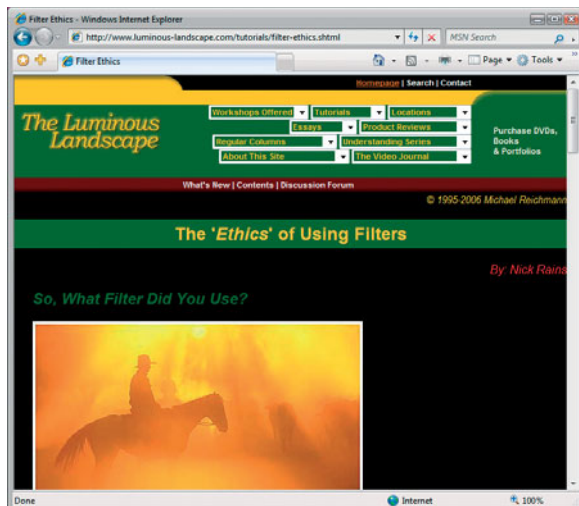 Filter Ethics - Windows Internet Explorer
http://www.luminous-landscape.com/tutorials/filter-ethics.shtml
MSN Search
Filter Ethics
Page
Tools
Homepage | Search | Contact
The Luminous
Landscape
Workshops Offered
Tutorials
Locations
Essays
Product Reviews
Regular Columns
Understanding Series
About This Site
The Video Journal
Purchase DVDs,
Books
& Portfolios
What's New | Contents | Discussion Forum
© 1995-2006 Michael Reichmann
The 'Ethics' of Using Filters
By: Nick Rains
So, What Filter Did You Use?
Done
Internet
100%